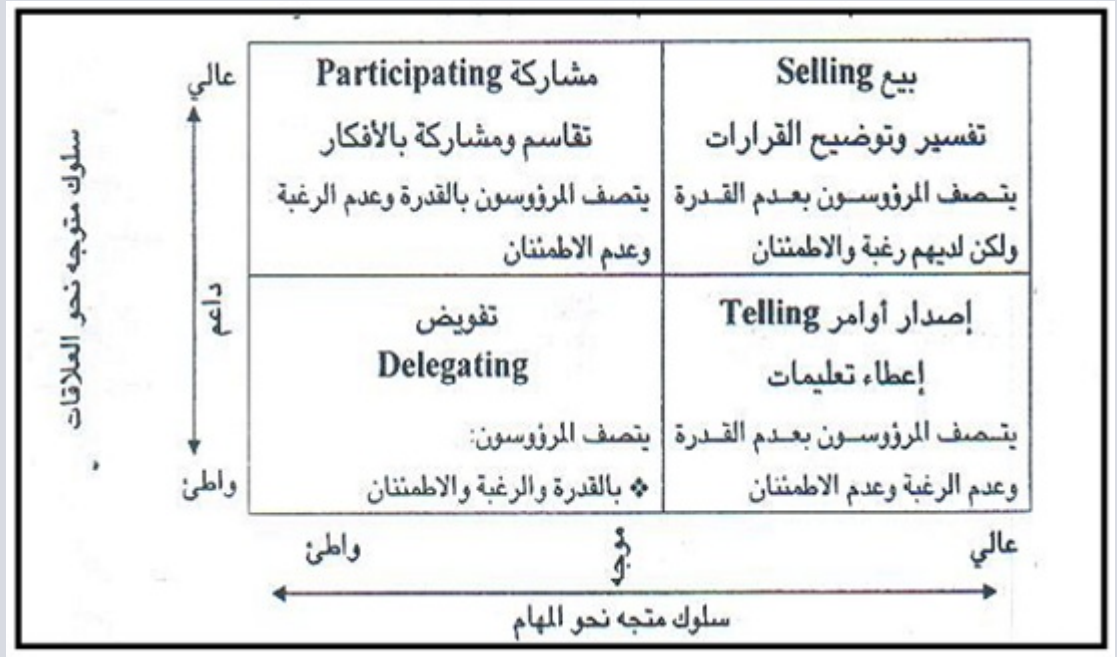 عالي
مشاركة Participating
تقاسم ومشاركة بالأفكار
يتصف المرؤوسون بالقدرة وعدم الرغبة
وعدم الاطمئنان
بيع Selling
تفسير وتوضيح القرارات
يتصف المرؤوسون بعدم القدرة
ولكن لديهم رغبة والاطمئنان
سلوك متوجه نحو العلاقات
داعم
واطئ
تفويض
Delegating
يتصف المرؤوسون:
❖ بالقدرة والرغبة والاطمئنان
إصدار أوامر Telling
إعطاء تعليمات
يتصف المرؤوسون بعدم القدرة
وعدم الرغبة وعدم الاطمئنان
عالي
موجه
واطئ
سلوك متجه نحو المهام